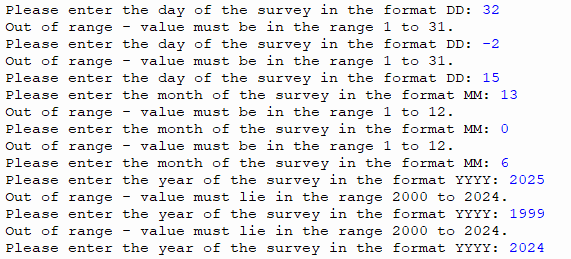 Please enter the day of the survey in the format DD: 32
Out of range - value must be in the range 1 to 31.
Please enter the day of the survey in the format DD: -2
Out of range - value must be in the range 1 to 31.
Please enter the day of the survey in the format DD: 15
Please enter the month of the survey in the format MM: 13
Out of range - value must be in the range 1 to 12.
Please enter the month of the survey in the format MM: 0
Out of range - value must be in the range 1 to 12.
Please enter the month of the survey in the format MM: 6
Please enter the year of the survey in the format YYYY: 2025
Out of range - value must lie in the range 2000 to 2024.
Please enter the year of the survey in the format YYYY: 1999
Out of range - value must lie in the range 2000 to 2024.
Please enter the year of the survey in the format YYYY: 2024